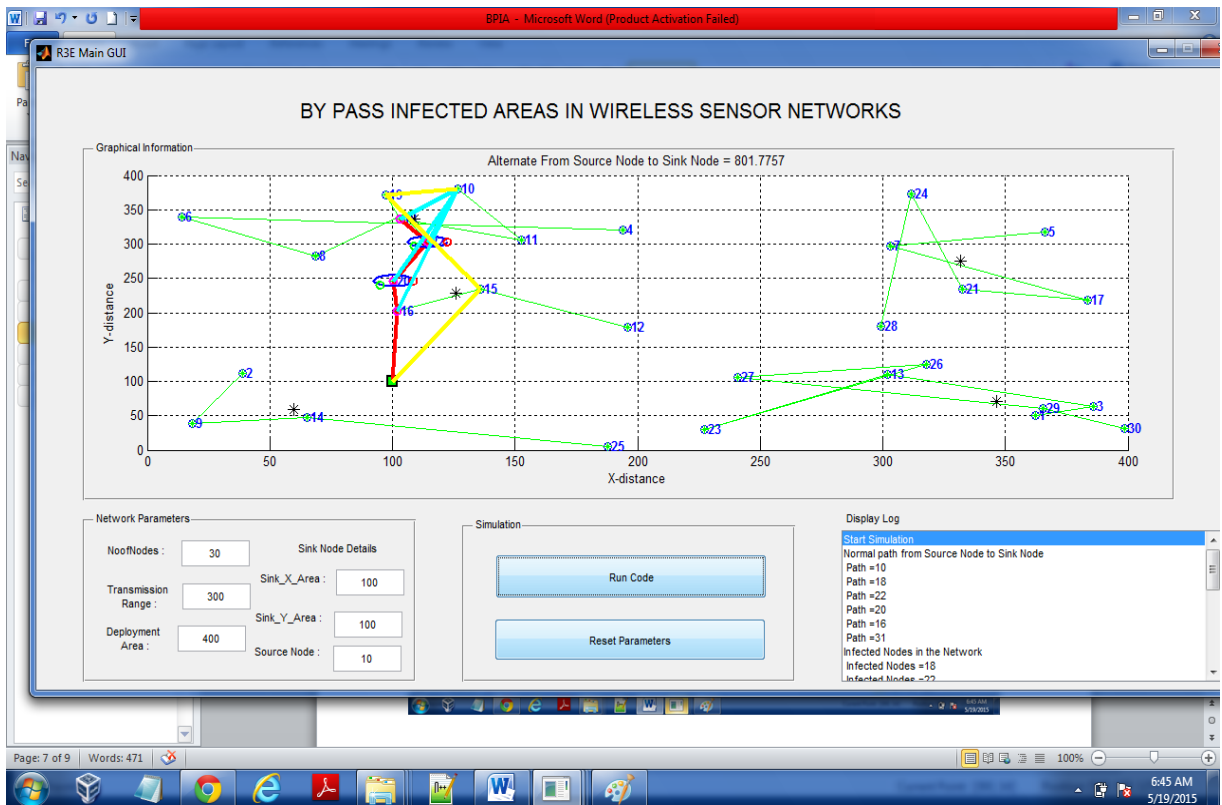 BPIA - Microsoft Word (Product Activation Failed)
R3E Main GUI
BY PASS INFECTED AREAS IN WIRELESS SENSOR NETWORKS
Graphical Information
Alternate From Source Node to Sink Node = 801.7757
Y-distance
400
350
300
250
200
150
100
50
0
6
8
10
11
4
24
7
5
20
16
15
12
21
17
28
2
9
14
25
27
13
26
23
29
1
3
30
0
50
100
150
200
250
300
350
400
X-distance
Network Parameters
NoofNodes :
30
Transmission
Range :
300
Deployment
Area :
400
Sink Node Details
Sink_X_Area :
100
Sink_Y_Area :
100
Source Node :
10
Simulation
Run Code
Reset Parameters
Display Log
Start Simulation
Normal path from Source Node to Sink Node
Path =10
Path =18
Path =22
Path =20
Path =16
Path =31
Infected Nodes in the Network
Infected Nodes =18
Infected Nodes =22
Page: 7 of 9
Words: 471
100%
6:45 AM
5/19/2015